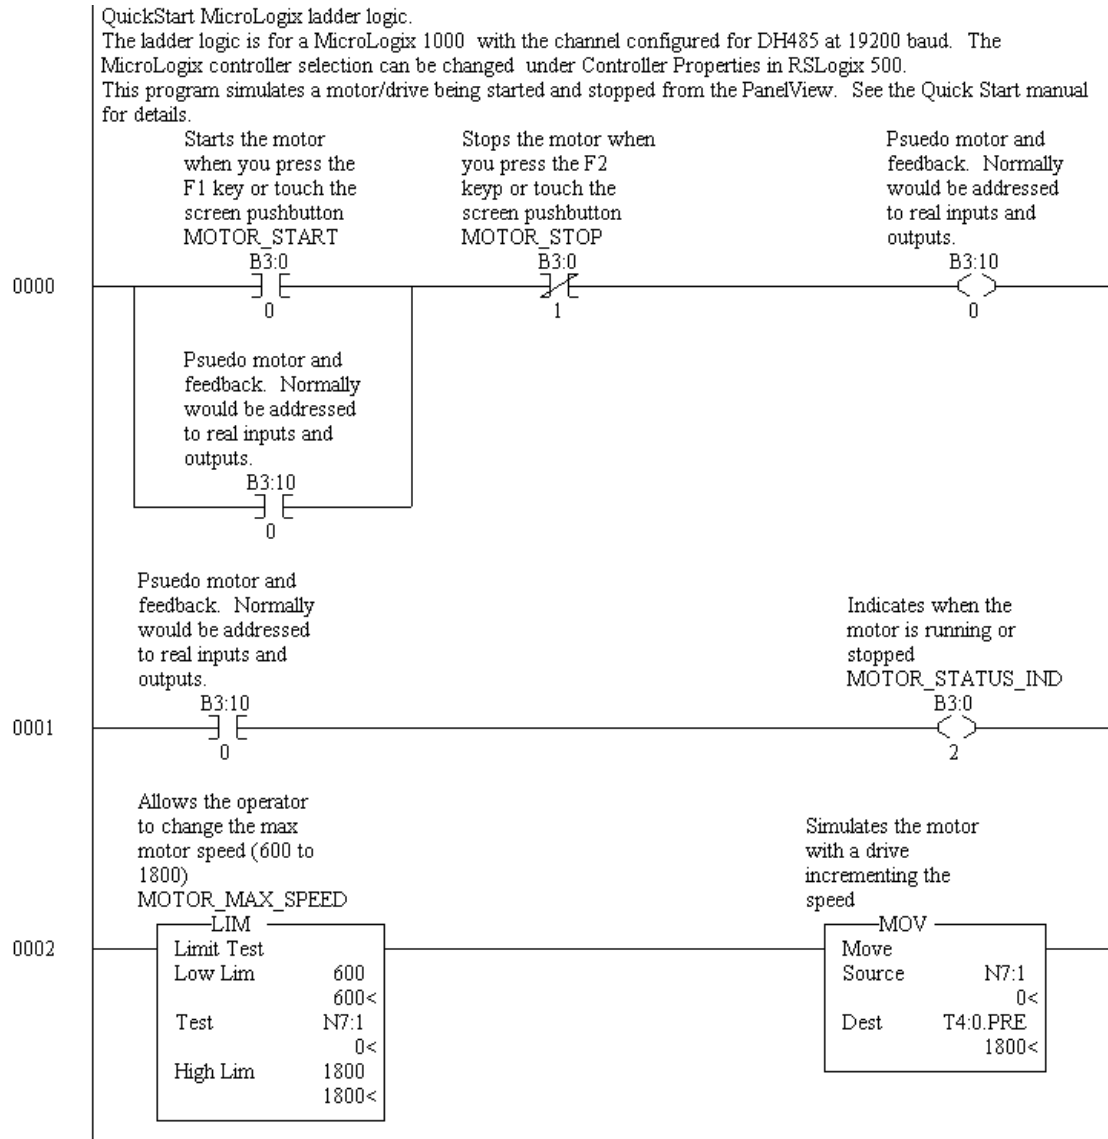 QuickStart MicroLogix ladder logic.
The ladder logic is for a MicroLogix 1000  with the channel configured for DH485 at 19200 baud.  The
MicroLogix controller selection can be changed  under Controller Properties in RSLogix 500.
This program simulates a motor/drive being started and stopped from the PanelView.  See the Quick Start manual
for details.
Starts the motor
when you press the
F1 key or touch the
screen pushbutton
MOTOR_START
B3:0
0
Stops the motor when
you press the F2
keyp or touch the
screen pushbutton
MOTOR_STOP
B3:0
1
Psuedo motor and
feedback.  Normally
would be addressed
to real inputs and
outputs.
B3:10
0
0000
Psuedo motor and
feedback.  Normally
would be addressed
to real inputs and
outputs.
B3:10
0
Psuedo motor and
feedback.  Normally
would be addressed
to real inputs and
outputs.
B3:10
0
Indicates when the
motor is running or
stopped
MOTOR_STATUS_IND
B3:0
2
0001
Allows the operator
to change the max
motor speed (600 to
1800)
MOTOR_MAX_SPEED
LIM
Limit Test
Low Lim 600
600<
Test N7:1
0<
High Lim 1800
1800<
Simulates the motor
with a drive
incrementing the
speed
MOV
Move
Source N7:1
0<
Dest T4:0.PRE
1800<
0002